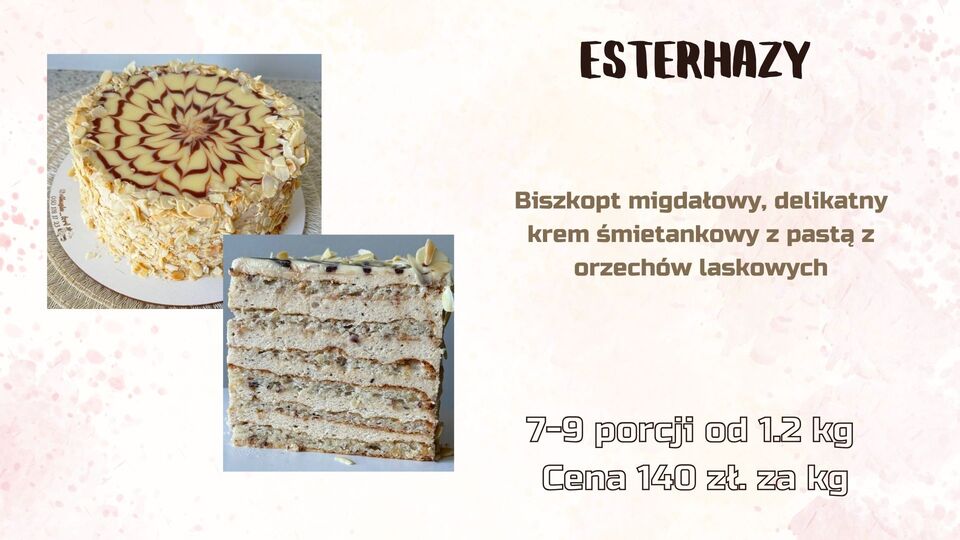 ESTERHAZY
Biszkopt migdałowy, delikatny
krem śmietankowy z pastą z
orzechów laskowych
7-9 porcji od 1.2 kg
Cena 140 zł. za kg